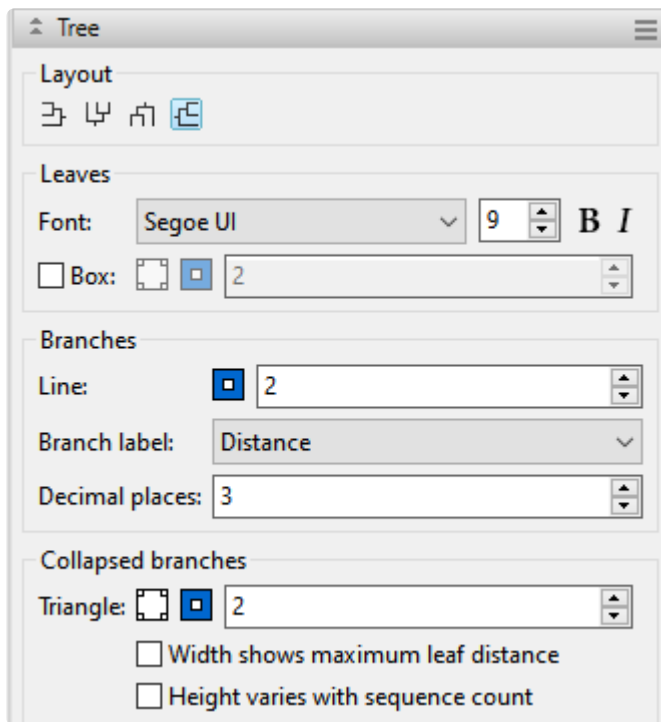 Tree
Layout
Leaves
Font: Segoe UI 9 B I
Box: 2
Branches
Line: 2
Branch label: Distance
Decimal places: 3
Collapsed branches
Triangle: 2
Width shows maximum leaf distance
Height varies with sequence count